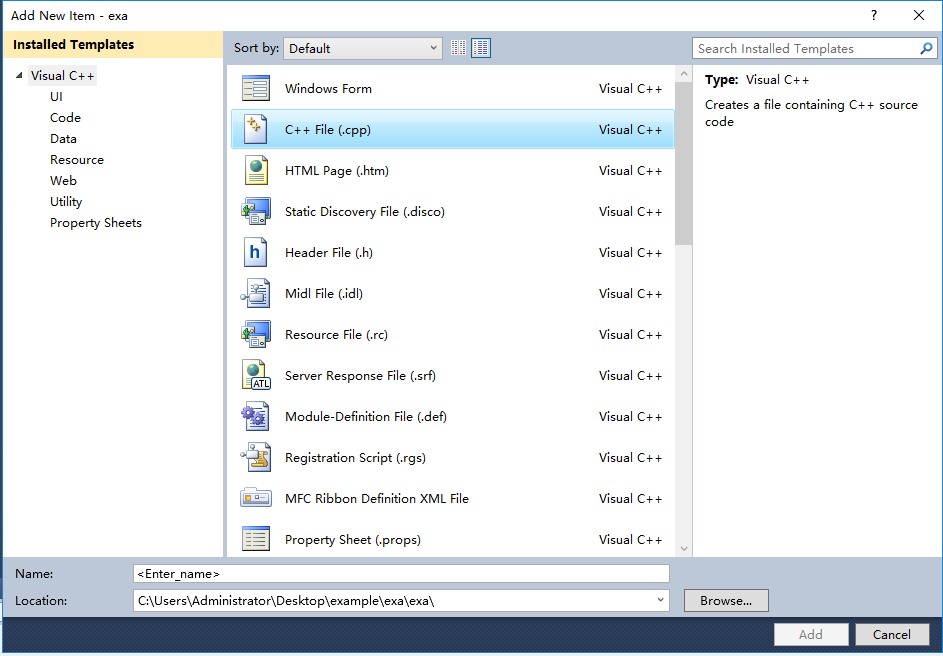 Add New Item - exa
?
Installed Templates
Sort by: Default
Search Installed Templates
Visual C++
UI
Code
Data
Resource
Web
Utility
Property Sheets
Windows Form Visual C++
C++ File (.cpp) Visual C++
HTML Page (.htm) Visual C++
Static Discovery File (.disco) Visual C++
h Header File (.h) Visual C++
Midl File (.idl) Visual C++
Resource File (.rc) Visual C++
ATL Server Response File (.srf) Visual C++
Module-Definition File (.def) Visual C++
Registration Script (.rgs) Visual C++
MFC Ribbon Definition XML File Visual C++
Property Sheet (.props) Visual C++
Type: Visual C++
Creates a file containing C++ source
code
Name: <Enter_name>
Location: C:\Users\Administrator\Desktop\example\exa\exa\ Browse...
Add Cancel